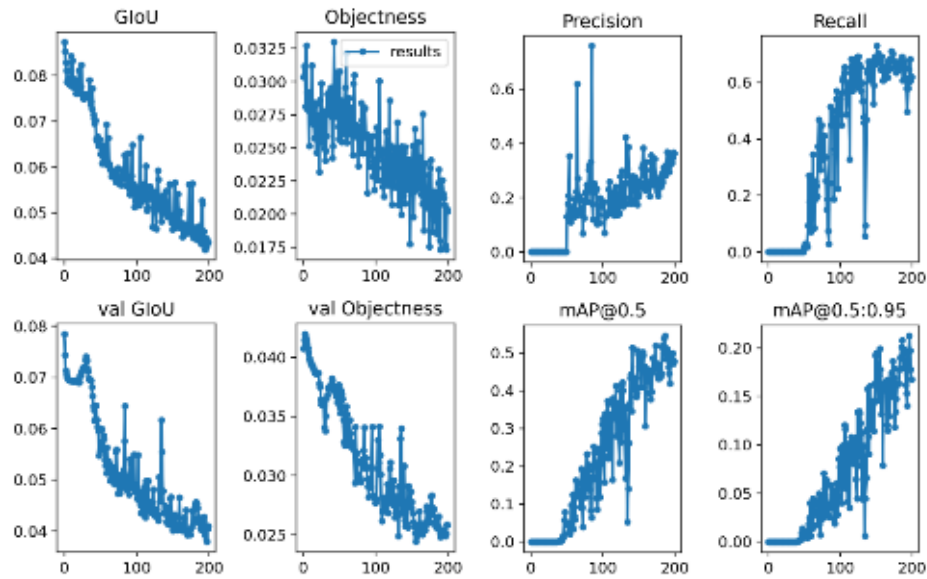 GIoU
0.08
0.07
0.06
0.05
0.04
0 100 200
Objectness
results
0.0325
0.0300
0.0275
0.0250
0.0225
0.0200
0.0175
0 100 200
Precision
0.6
0.4
0.2
0.0
0 100 200
Recall
0.6
0.4
0.2
0.0
0 100 200
val GIoU
0.08
0.07
0.06
0.05
0.04
0 100 200
val Objectness
0.040
0.035
0.030
0.025
0 100 200
mAP@0.5
0.5
0.4
0.3
0.2
0.1
0.0
0 100 200
mAP@0.5:0.95
0.20
0.15
0.10
0.05
0.00
0 100 200